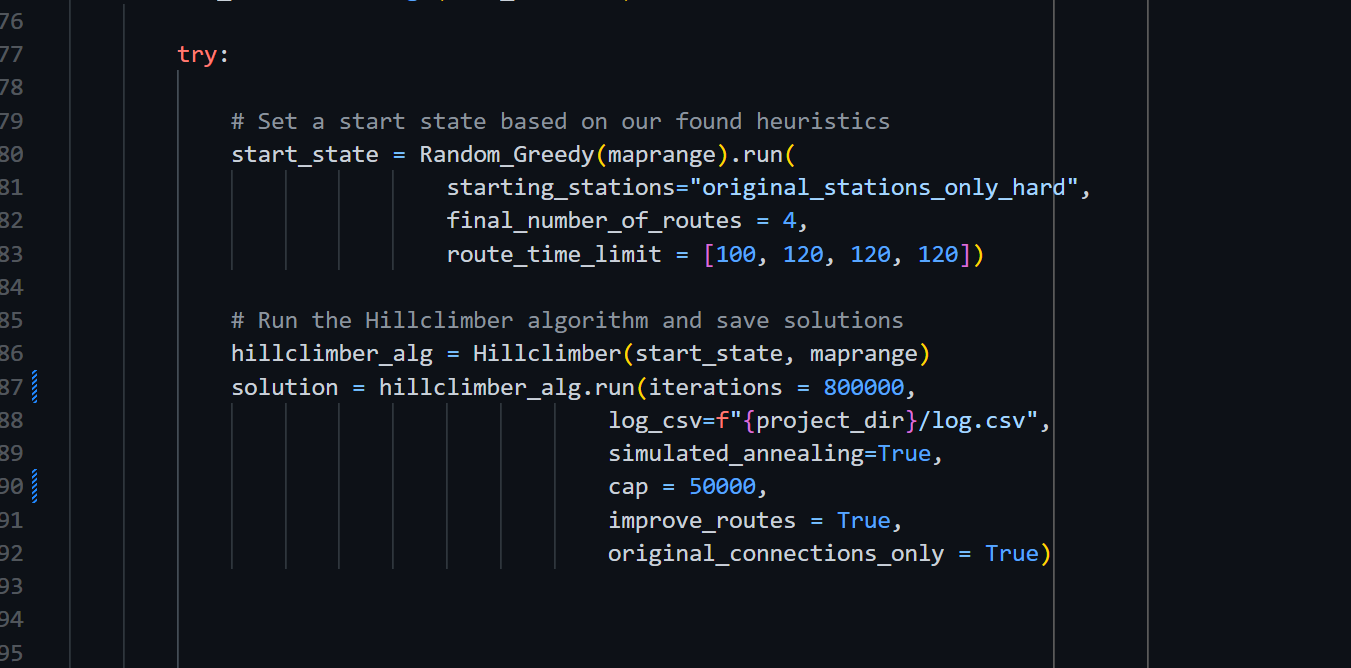 76
77 try:
78
79 # Set a start state based on our found heuristics
80 start_state = Random_Greedy(maprange).run(
81 starting_stations="original_stations_only_hard",
82 final_number_of_routes = 4,
83 route_time_limit = [100, 120, 120, 120])
84
85 # Run the Hillclimber algorithm and save solutions
86 hillclimber_alg = Hillclimber(start_state, maprange)
87 solution = hillclimber_alg.run(iterations = 800000,
88 log_csv=f"{project_dir}/log.csv",
89 simulated_annealing=True,
90 cap = 50000,
91 improve_routes = True,
92 original_connections_only = True)
93
94
95